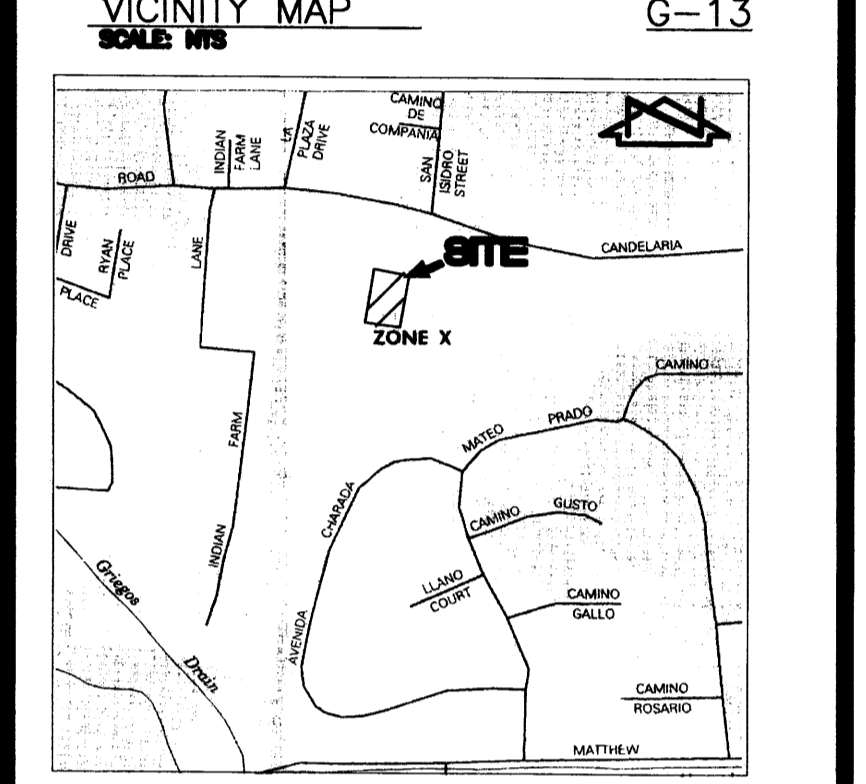 VICINITY MAP
G-13
SCALE: NTS
CAMINO
DE
COMPANIA
INDIAN
FARM
LANE
LA
PLAZA
DRIVE
SAN
ISIDRO
STREET
ROAD
DRIVE
RYAN
PLACE
PLACE
LANE
SITE
CANDELARIA
ZONE X
CAMINO
MATEO
PRADO
FARM
CHARADA
CAMINO
GUSTO
INDIAN
Griegos
LLANO
COURT
CAMINO
GALLO
AVENIDA
Drain
CAMINO
ROSARIO
MATTHEW